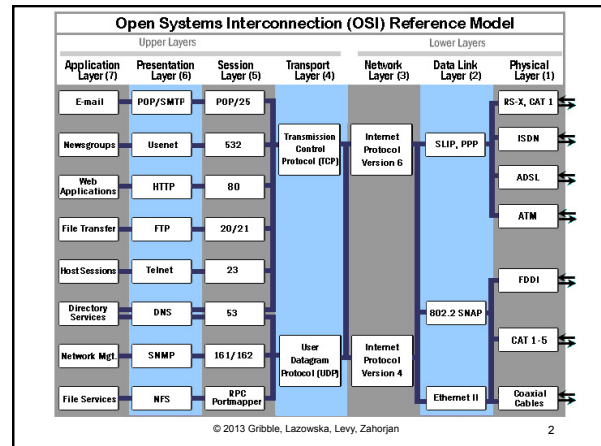 Open Systems Interconnection (OSI) Reference Model
Upper Layers
Lower Layers
Application
Layer (7)
Presentation
Layer (6)
Session
Layer (5)
Transport
Layer (4)
Network
Layer (3)
Data Link
Layer (2)
Physical
Layer (1)
E-mail
POP/SMTP
POP/25
Newsgroups
Usenet
532
Web
Applications
HTTP
80
File Transfer
FTP
20/21
Host Sessions
Telnet
23
Directory
Services
DNS
53
Network Mgt.
SNMP
161/162
File Services
NFS
RPC
Portmapper
Transmission
Control
Protocol (TCP)
User
Datagram
Protocol (UDP)
Internet
Protocol
Version 6
Internet
Protocol
Version 4
SLIP, PPP
802.2 SNAP
Ethernet II
RS-X, CAT 1
ISDN
ADSL
ATM
FDDI
CAT 1-5
Coaxial
Cables
© 2013 Gribble, Lazowska, Levy, Zahorjan
2